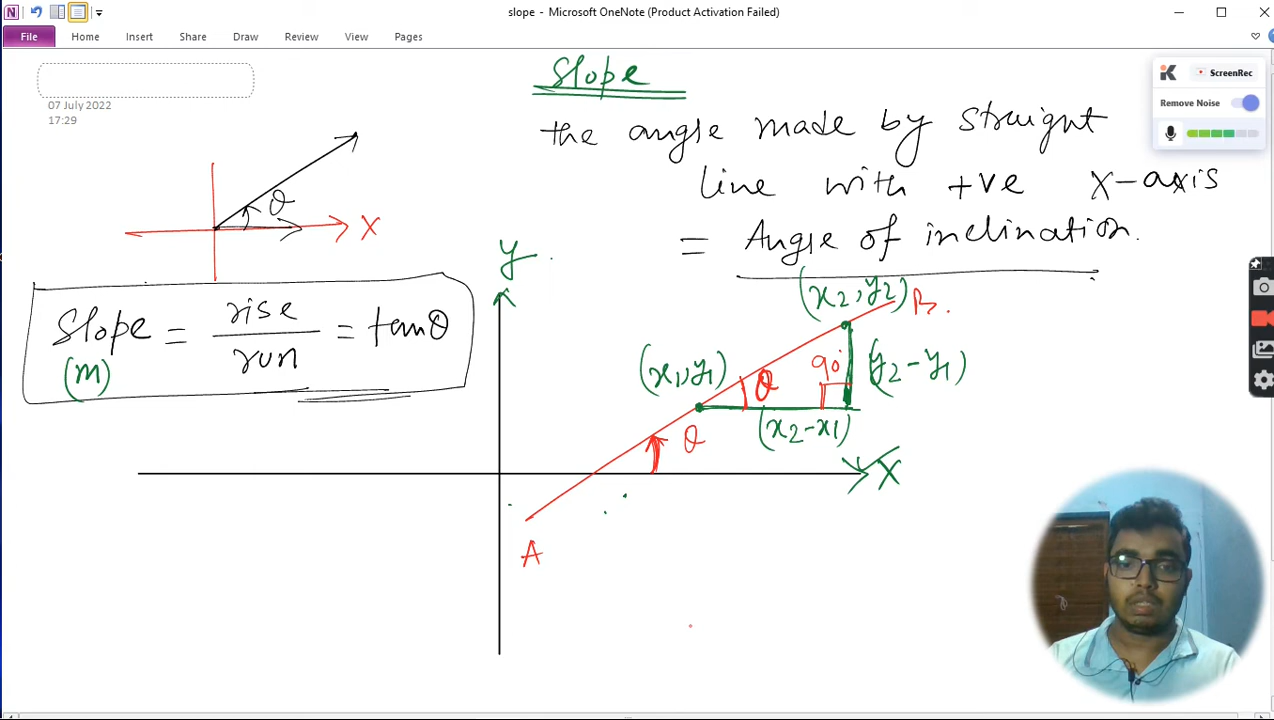 slope - Microsoft OneNote (Product Activation Failed)
File Home Insert Share Draw Review View Pages
ScreenRec
Remove Noise
07 July 2022
17:29
Slope
the angle made by straight
line with +ve X-axis
= Angle of inclination.
θ
X
Slope = rise/run = tanθ
(m)
y
(x2, y2) B
(x1, y1)
θ
90°
(y2-y1)
(x2-x1)
θ
X
A